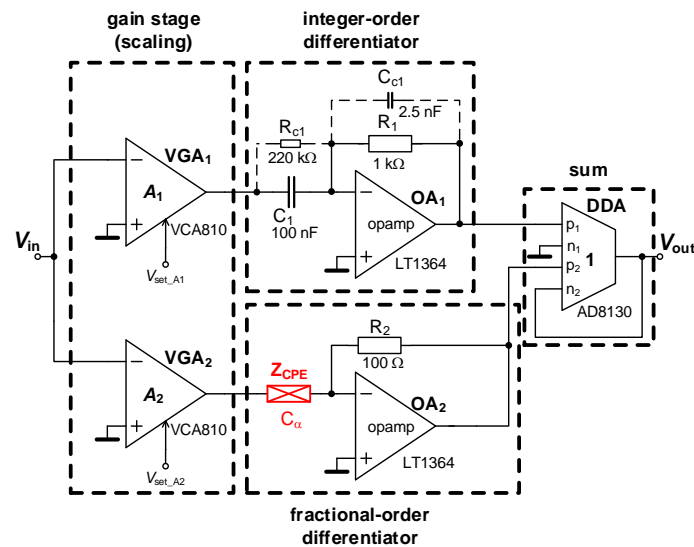 gain stage
(scaling)
integer-order
differentiator
Cc1
2.5 nF
Rc1
220 kΩ
R1
1 kΩ
−
VGA1
A1
+
VCA810
Vset_A1
C1
100 nF
−
OA1
opamp
+
LT1364
sum
DDA
p1
n1
p2
n2
1
AD8130
Vin
Vout
−
VGA2
A2
+
VCA810
Vset_A2
ZCPE
Cα
R2
100 Ω
−
OA2
opamp
+
LT1364
fractional-order
differentiator